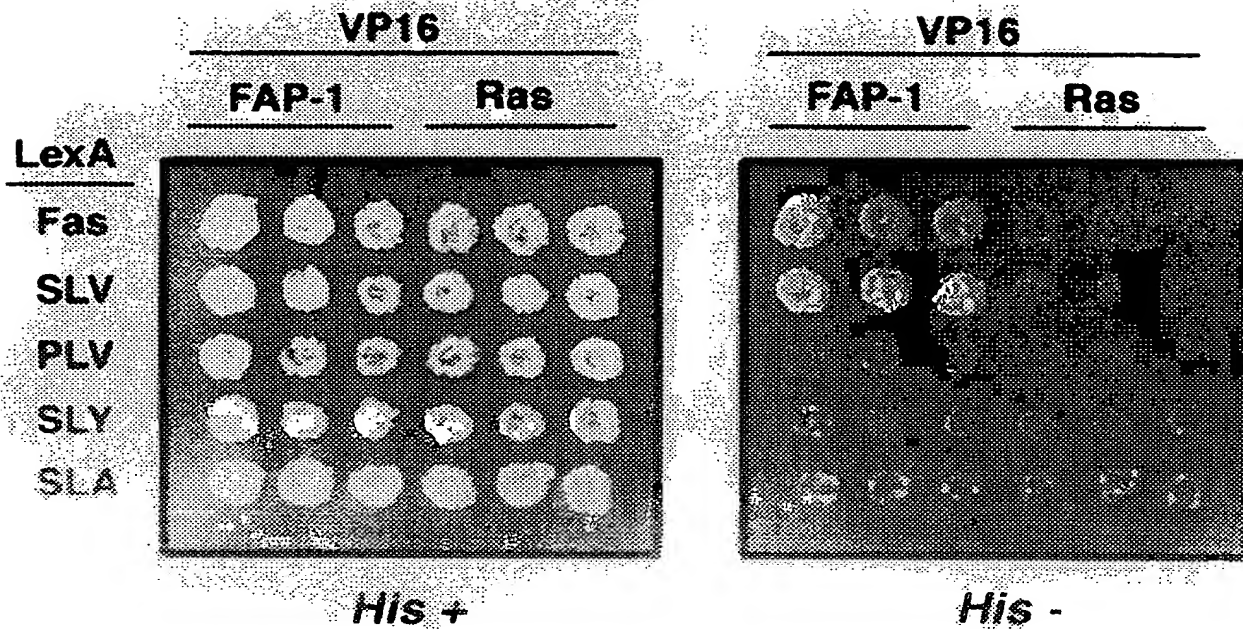 VP16 VP16
FAP-1 Ras FAP-1 Ras
LexA
Fas
SLV
PLV
SLY
SLA
His + His -